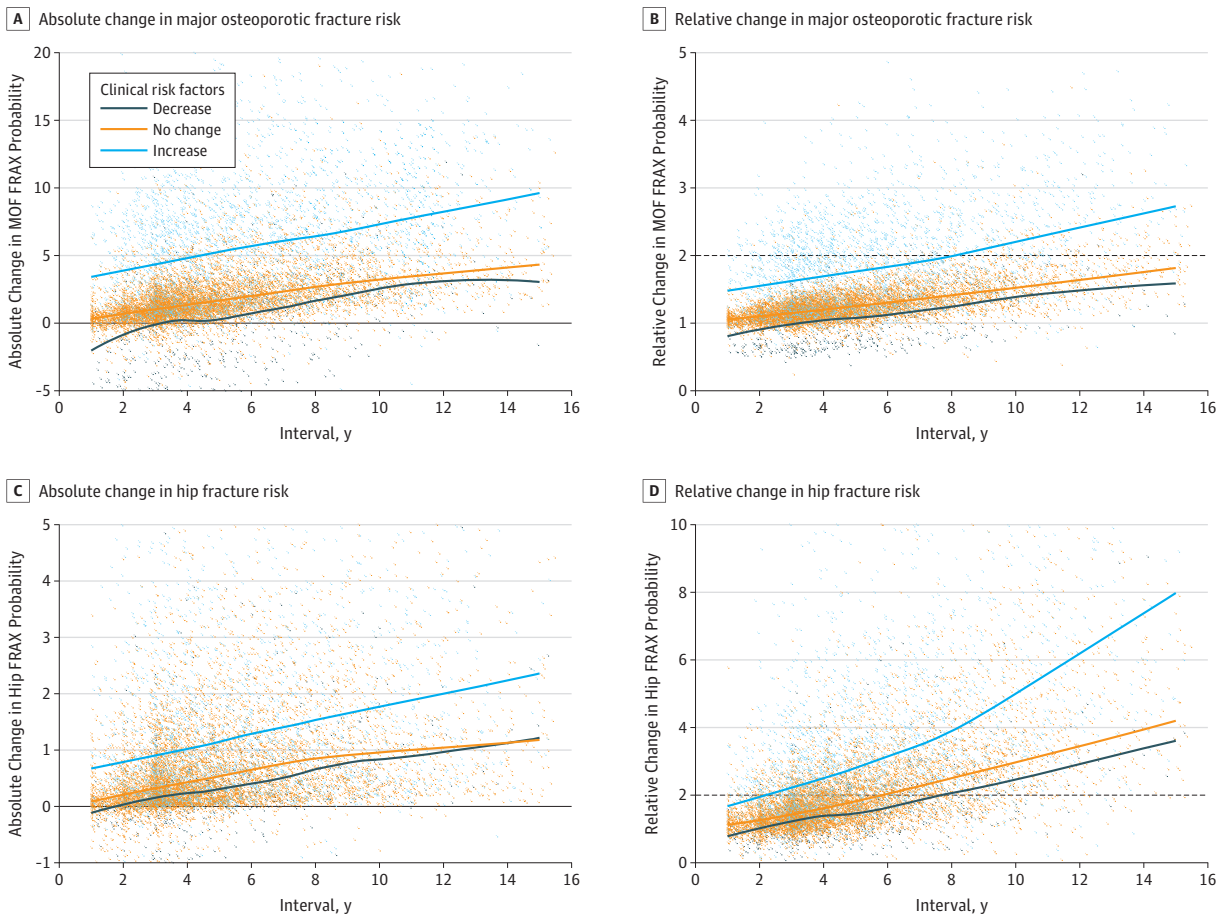 A Absolute change in major osteoporotic fracture risk
Absolute Change in MOF FRAX Probability
20
15
10
5
0
-5
Clinical risk factors
Decrease
No change
Increase
0 2 4 6 8 10 12 14 16
Interval, y
B Relative change in major osteoporotic fracture risk
Relative Change in MOF FRAX Probability
5
4
3
2
1
0
0 2 4 6 8 10 12 14 16
Interval, y
C Absolute change in hip fracture risk
Absolute Change in Hip FRAX Probability
5
4
3
2
1
0
-1
0 2 4 6 8 10 12 14 16
Interval, y
D Relative change in hip fracture risk
Relative Change in Hip FRAX Probability
10
8
6
4
2
0
0 2 4 6 8 10 12 14 16
Interval, y